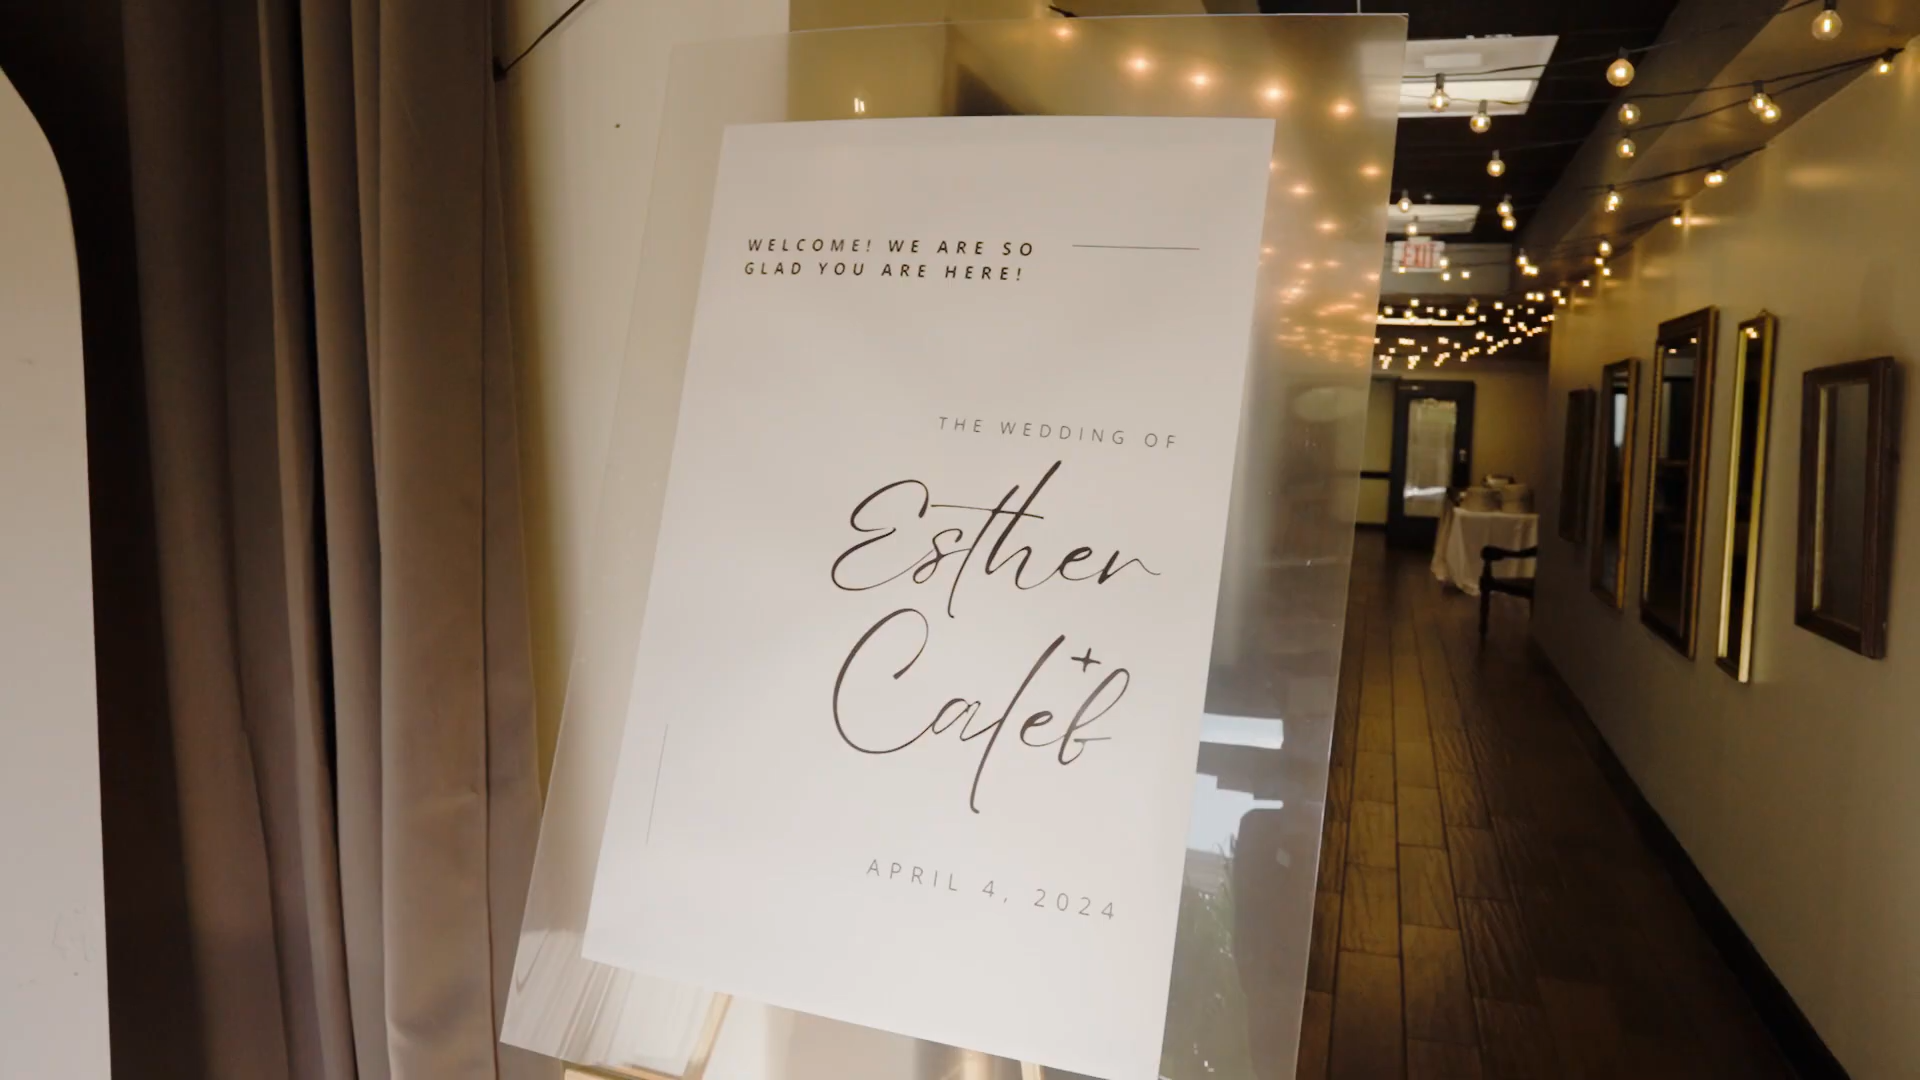 WELCOME! WE ARE SO
GLAD YOU ARE HERE!
THE WEDDING OF
Esther
+
Caleb
APRIL 4, 2024
EXIT